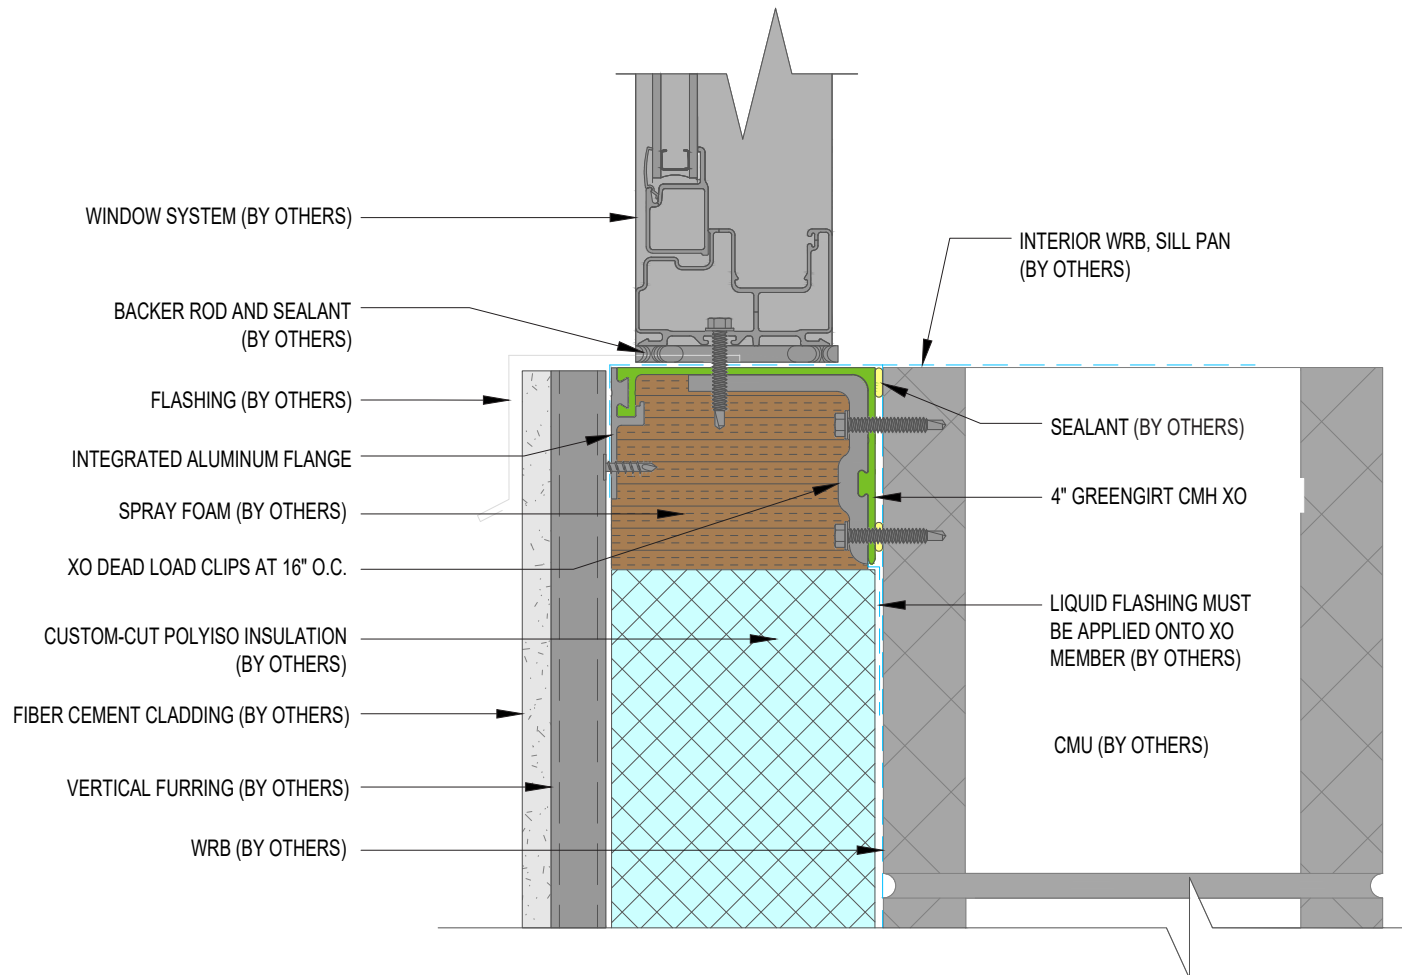 WINDOW SYSTEM (BY OTHERS)
BACKER ROD AND SEALANT
(BY OTHERS)
FLASHING (BY OTHERS)
INTEGRATED ALUMINUM FLANGE
SPRAY FOAM (BY OTHERS)
XO DEAD LOAD CLIPS AT 16" O.C.
CUSTOM-CUT POLYISO INSULATION
(BY OTHERS)
FIBER CEMENT CLADDING (BY OTHERS)
VERTICAL FURRING (BY OTHERS)
WRB (BY OTHERS)
INTERIOR WRB, SILL PAN
(BY OTHERS)
SEALANT (BY OTHERS)
4" GREENGIRT CMH XO
LIQUID FLASHING MUST
BE APPLIED ONTO XO
MEMBER (BY OTHERS)
CMU (BY OTHERS)